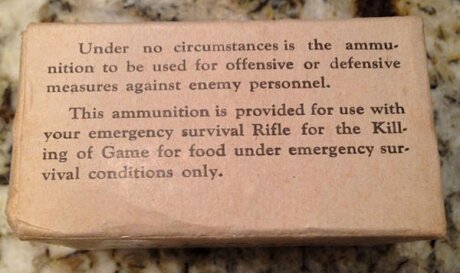 Under no circumstances is the ammu-
nition to be used for offensive or defensive
measures against enemy personnel.
This ammunition is provided for use with
your emergency survival Rifle for the Kill-
ing of Game for food under emergency sur-
vival conditions only.